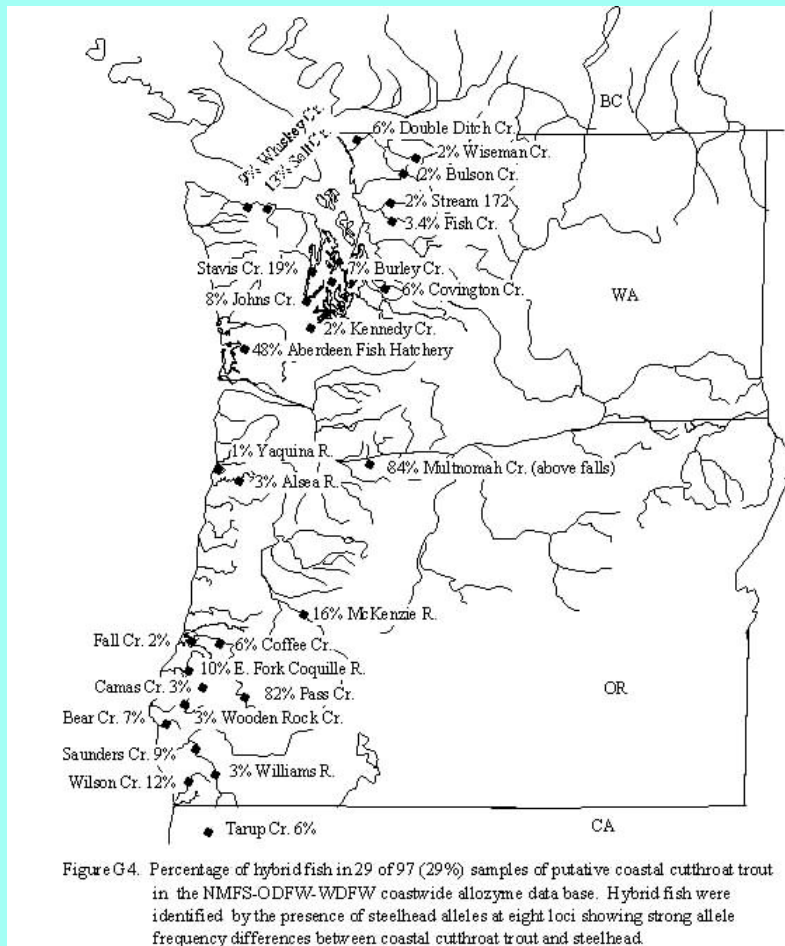 BC
6% Double Ditch Cr.
9% Whiskey Cr.
13% Salt Cr.
2% Wiseman Cr.
2% Bulson Cr.
2% Stream 172
3.4% Fish Cr.
Stavis Cr. 19%
7% Burley Cr.
6% Covington Cr.
WA
8% Johns Cr.
2% Kennedy Cr.
48% Aberdeen Fish Hatchery
1% Yaquina R.
84% Multnomah Cr. (above falls)
3% Alsea R.
16% McKenzie R.
Fall Cr. 2%
6% Coffee Cr.
10% E. Fork Coquille R.
Camas Cr. 3%
82% Pass Cr.
OR
Bear Cr. 7%
3% Wooden Rock Cr.
Saunders Cr. 9%
3% Williams R.
Wilson Cr. 12%
Tarup Cr. 6%
CA
Figure G4. Percentage of hybrid fish in 29 of 97 (29%) samples of putative coastal cutthroat trout
in the NMFS-ODFW-WDFW coastwide allozyme data base. Hybrid fish were
identified by the presence of steelhead alleles at eight loci showing strong allele
frequency differences between coastal cutthroat trout and steelhead.